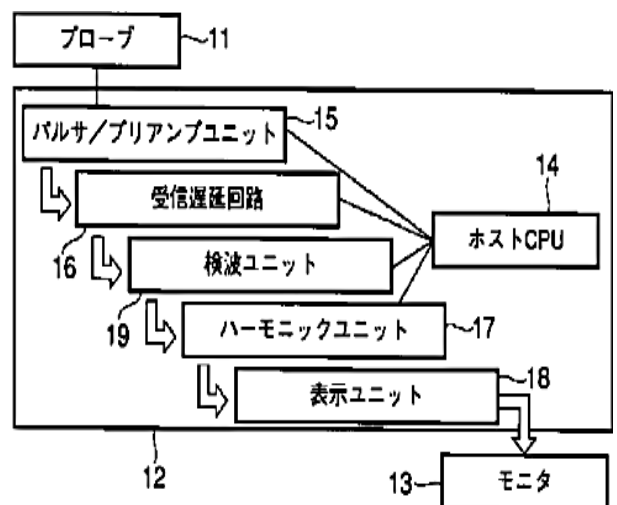 プローブ
11
パルサ／プリアンプユニット
15
受信遅延回路
14
16
ホストCPU
検波ユニット
19
ハーモニックユニット
17
表示ユニット
18
12
13
モニタ